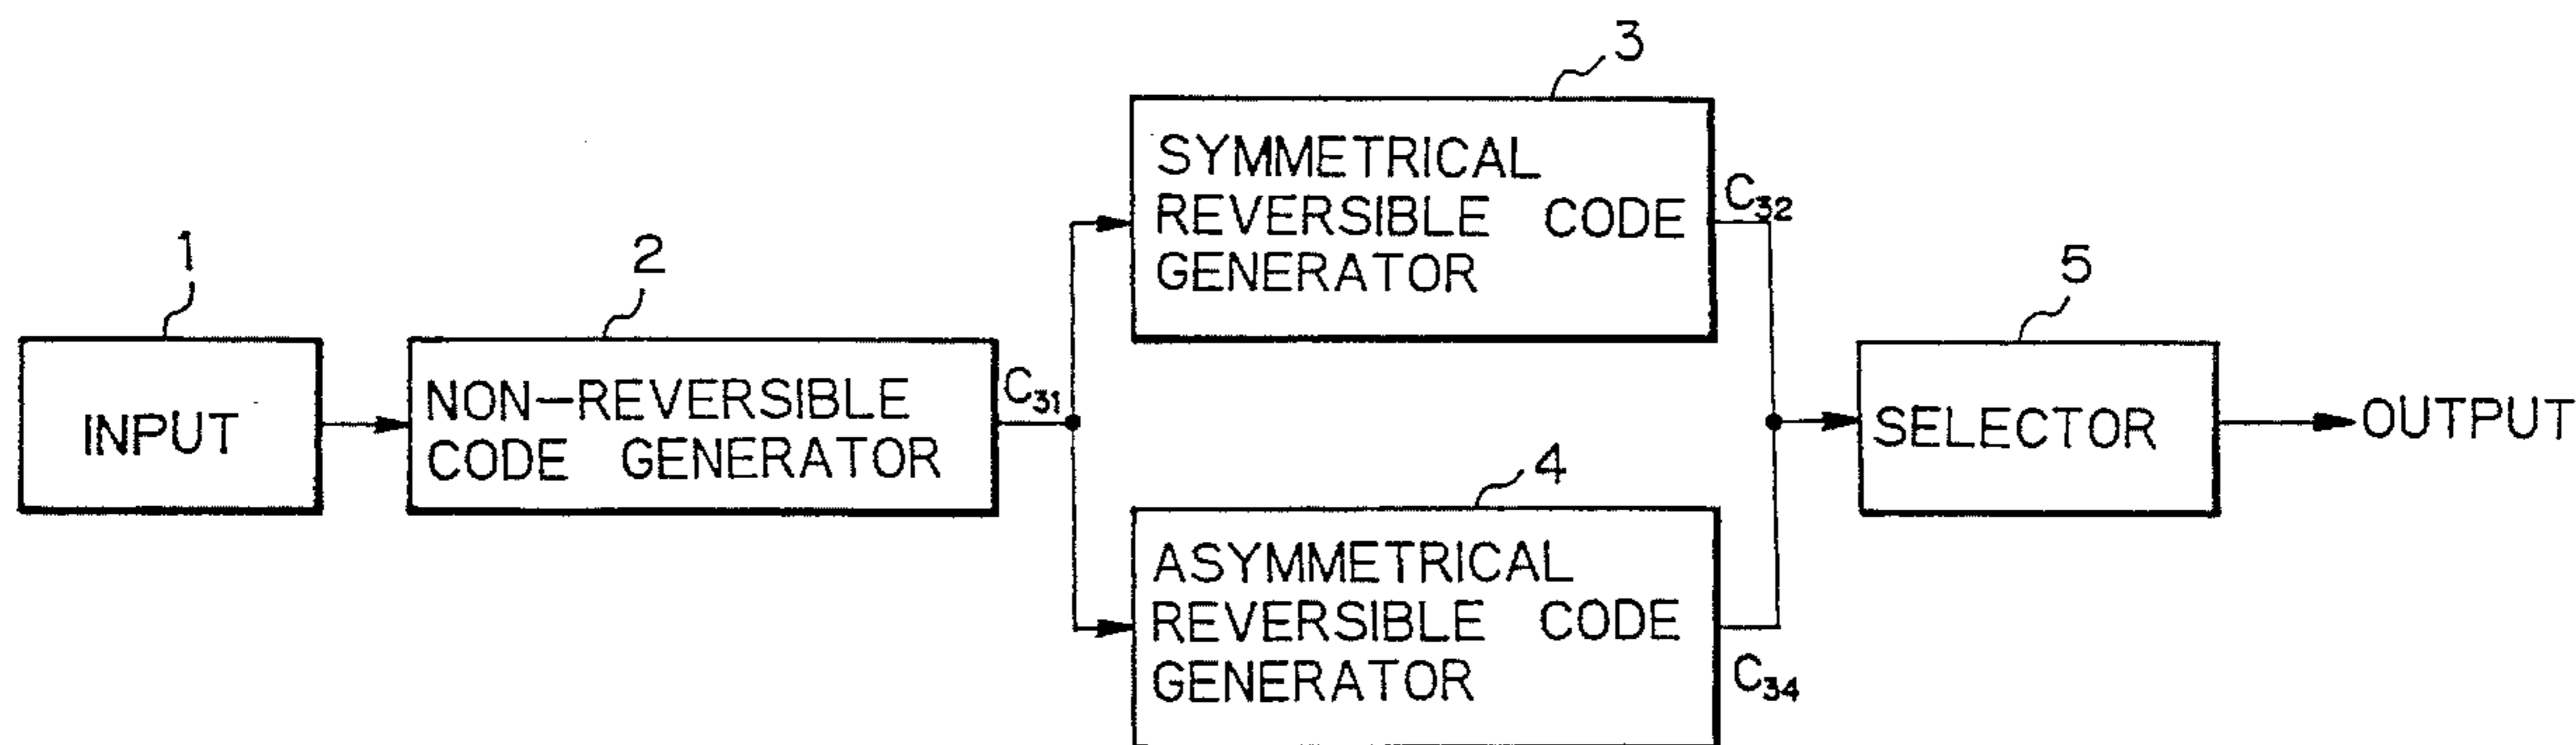 1
INPUT
2
NON-REVERSIBLE
CODE GENERATOR
C31
3
SYMMETRICAL
REVERSIBLE CODE
GENERATOR
C32
4
ASYMMETRICAL
REVERSIBLE CODE
GENERATOR
C34
5
SELECTOR
OUTPUT